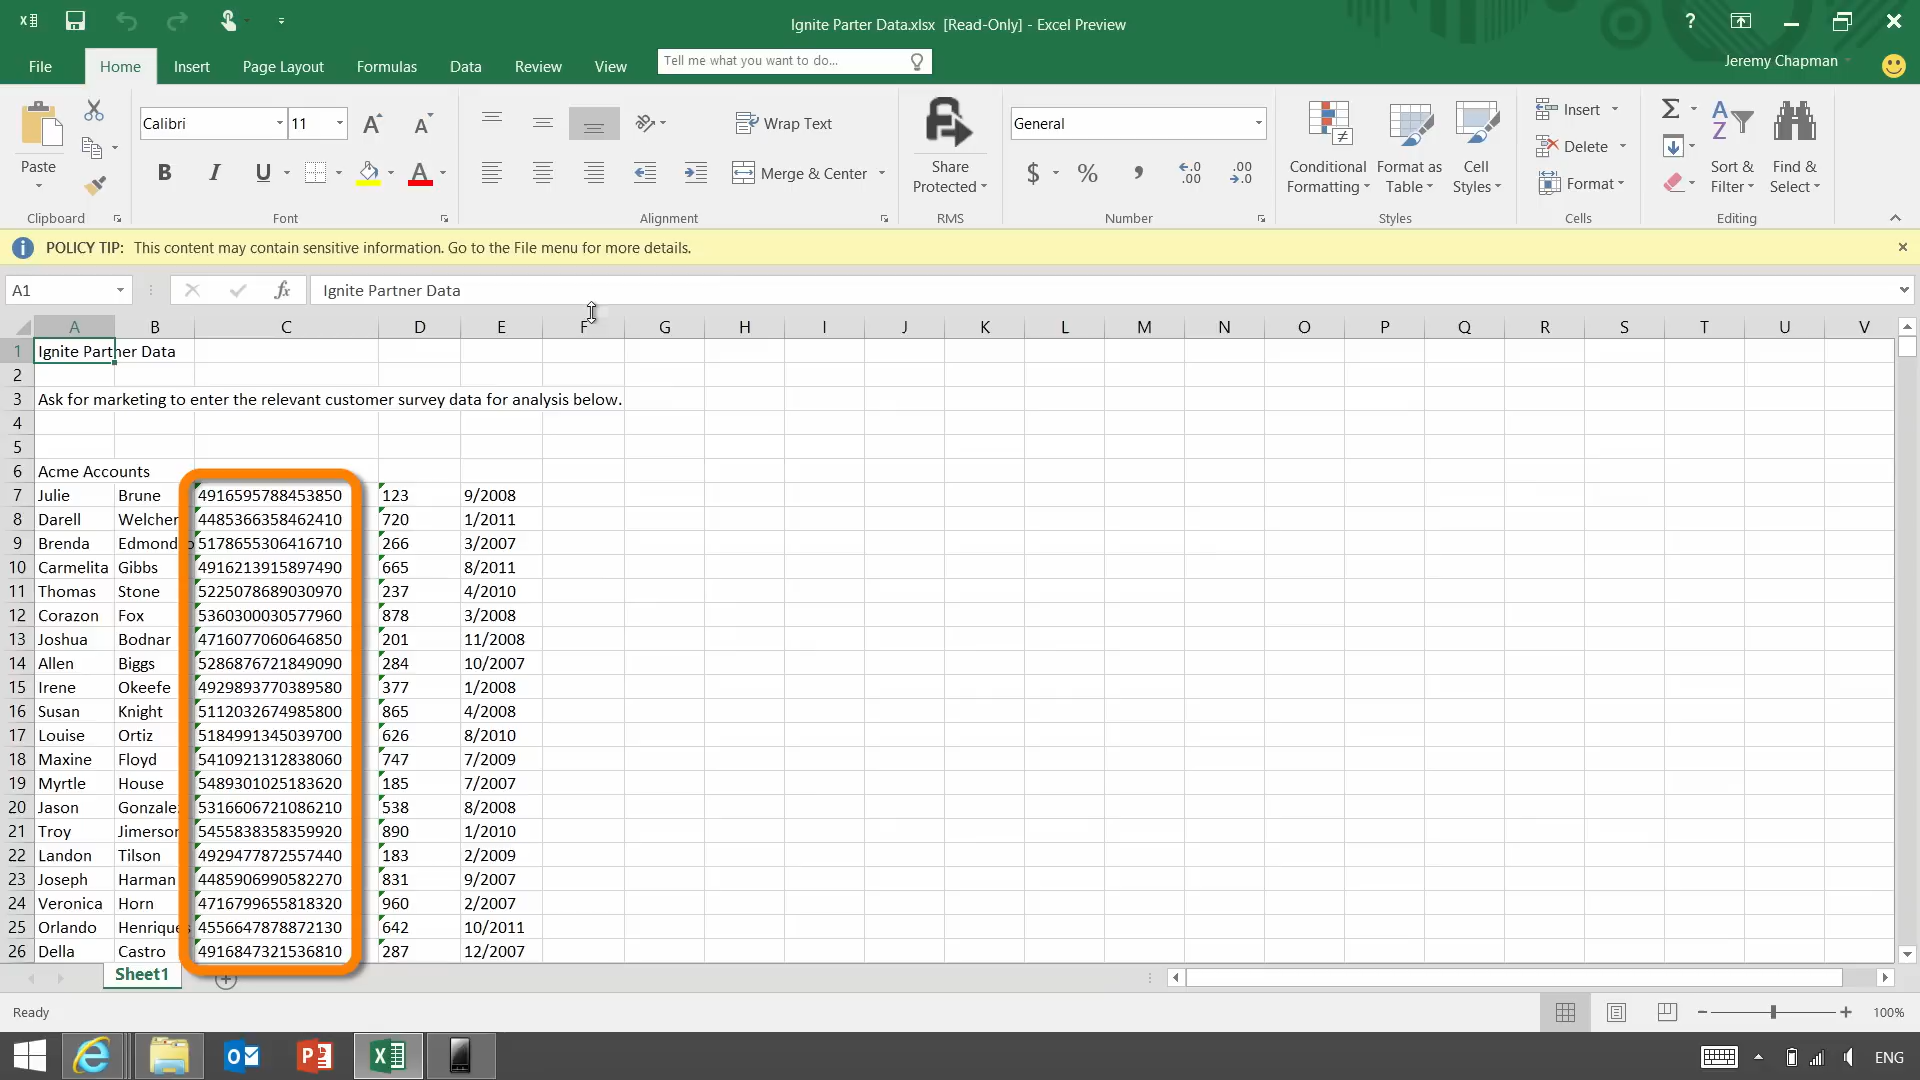 Ignite Parter Data.xlsx [Read-Only] - Excel Preview
File Home Insert Page Layout Formulas Data Review View Tell me what you want to do... Jeremy Chapman
Paste
Clipboard
Calibri 11
B I U
Font
Wrap Text
Merge & Center
Alignment
Share Protected
RMS
General
$ % ,
Number
Conditional Formatting
Format as Table
Cell Styles
Styles
Insert
Delete
Format
Cells
Sort & Filter
Find & Select
Editing
POLICY TIP: This content may contain sensitive information. Go to the File menu for more details.
A1 fx Ignite Partner Data
A B C D E F G H I J K L M N O P Q R S T U V
1 Ignite Partner Data
2
3 Ask for marketing to enter the relevant customer survey data for analysis below.
4
5
6 Acme Accounts
7 Julie Brune 4916595788453850 123 9/2008
8 Darell Welcher 4485366358462410 720 1/2011
9 Brenda Edmond 5178655306416710 266 3/2007
10 Carmelita Gibbs 4916213915897490 665 8/2011
11 Thomas Stone 5225078689030970 237 4/2010
12 Corazon Fox 5360300030577960 878 3/2008
13 Joshua Bodnar 4716077060646850 201 11/2008
14 Allen Biggs 5286876721849090 284 10/2007
15 Irene Okeefe 4929893770389580 377 1/2008
16 Susan Knight 5112032674985800 865 4/2008
17 Louise Ortiz 5184991345039700 626 8/2010
18 Maxine Floyd 5410921312838060 747 7/2009
19 Myrtle House 5489301025183620 185 7/2007
20 Jason Gonzale 5316606721086210 538 8/2008
21 Troy Jimerson 5455838358359920 890 1/2010
22 Landon Tilson 4929477872557440 183 2/2009
23 Joseph Harman 4485906990582270 831 9/2007
24 Veronica Horn 4716799655818320 960 2/2007
25 Orlando Henriques 4556647878872130 642 10/2011
26 Della Castro 4916847321536810 287 12/2007
Sheet1
Ready 100%
ENG